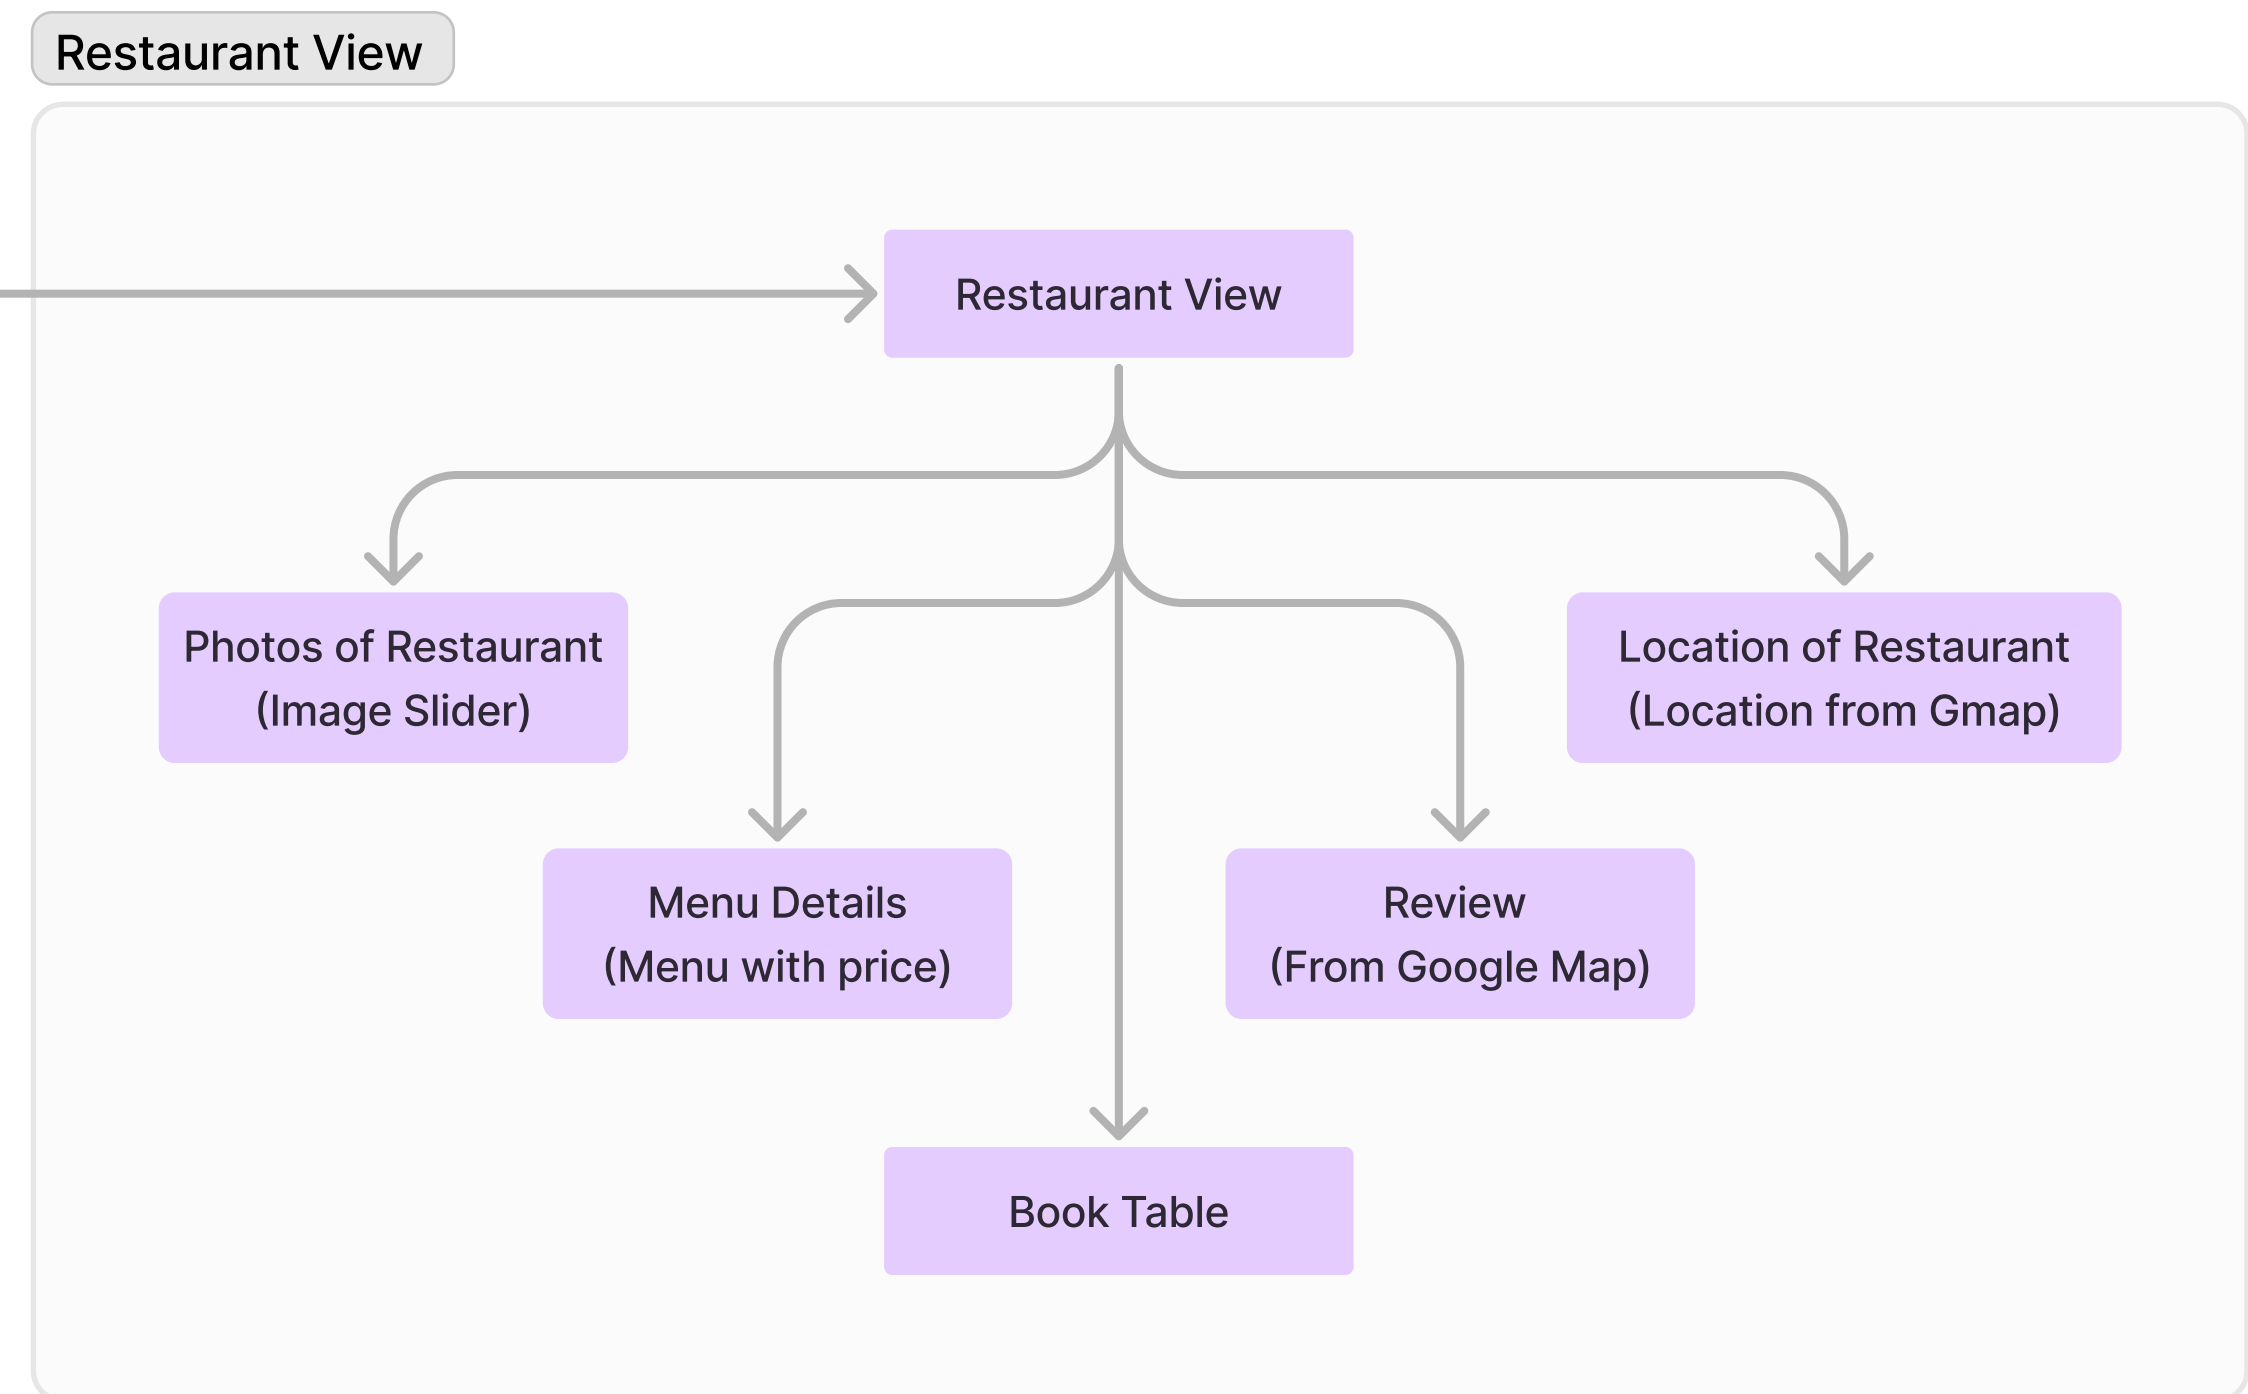 Restaurant View
Restaurant View
Photos of Restaurant
(Image Slider)
Location of Restaurant
(Location from Gmap)
Menu Details
(Menu with price)
Review
(From Google Map)
Book Table